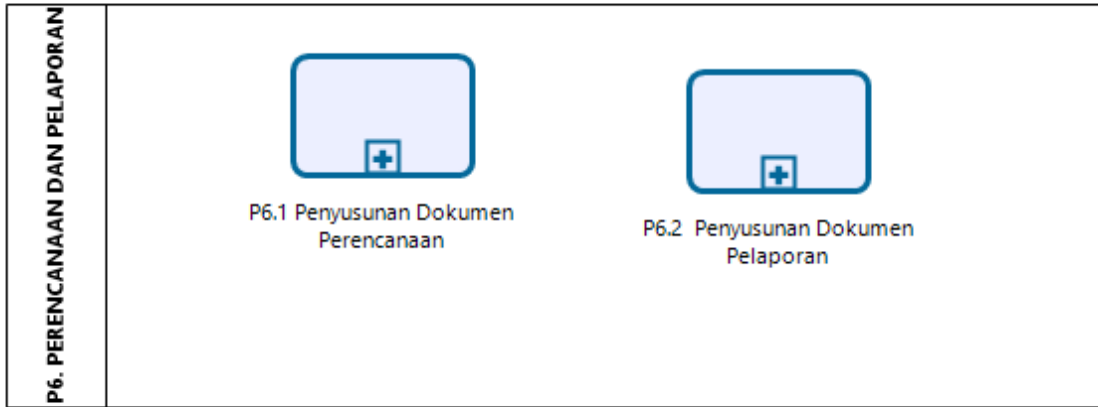 P6. PERENCANAAN DAN PELAPORAN
P6.1 Penyusunan Dokumen
Perencanaan
P6.2 Penyusunan Dokumen
Pelaporan